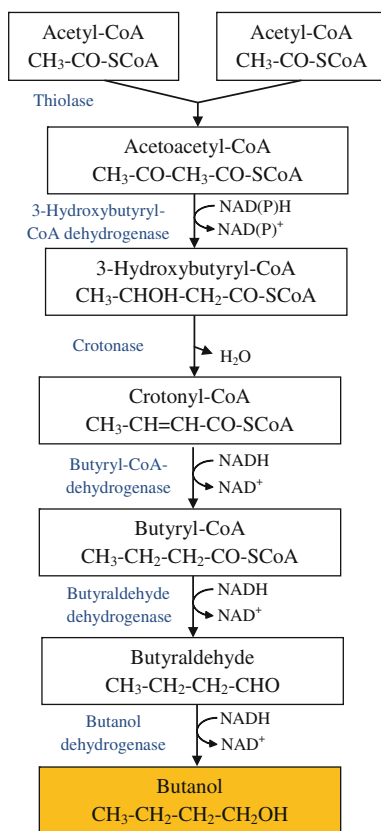 Acetyl-CoA
CH₃-CO-SCoA
Acetyl-CoA
CH₃-CO-SCoA
Thiolase
Acetoacetyl-CoA
CH₃-CO-CH₃-CO-SCoA
3-Hydroxybutyryl-
CoA dehydrogenase
NAD(P)H
NAD(P)⁺
3-Hydroxybutyryl-CoA
CH₃-CHOH-CH₂-CO-SCoA
Crotonase
H₂O
Crotonyl-CoA
CH₃-CH=CH-CO-SCoA
Butyryl-CoA-
dehydrogenase
NADH
NAD⁺
Butyryl-CoA
CH₃-CH₂-CH₂-CO-SCoA
Butyraldehyde
dehydrogenase
NADH
NAD⁺
Butyraldehyde
CH₃-CH₂-CH₂-CHO
Butanol
dehydrogenase
NADH
NAD⁺
Butanol
CH₃-CH₂-CH₂-CH₂OH